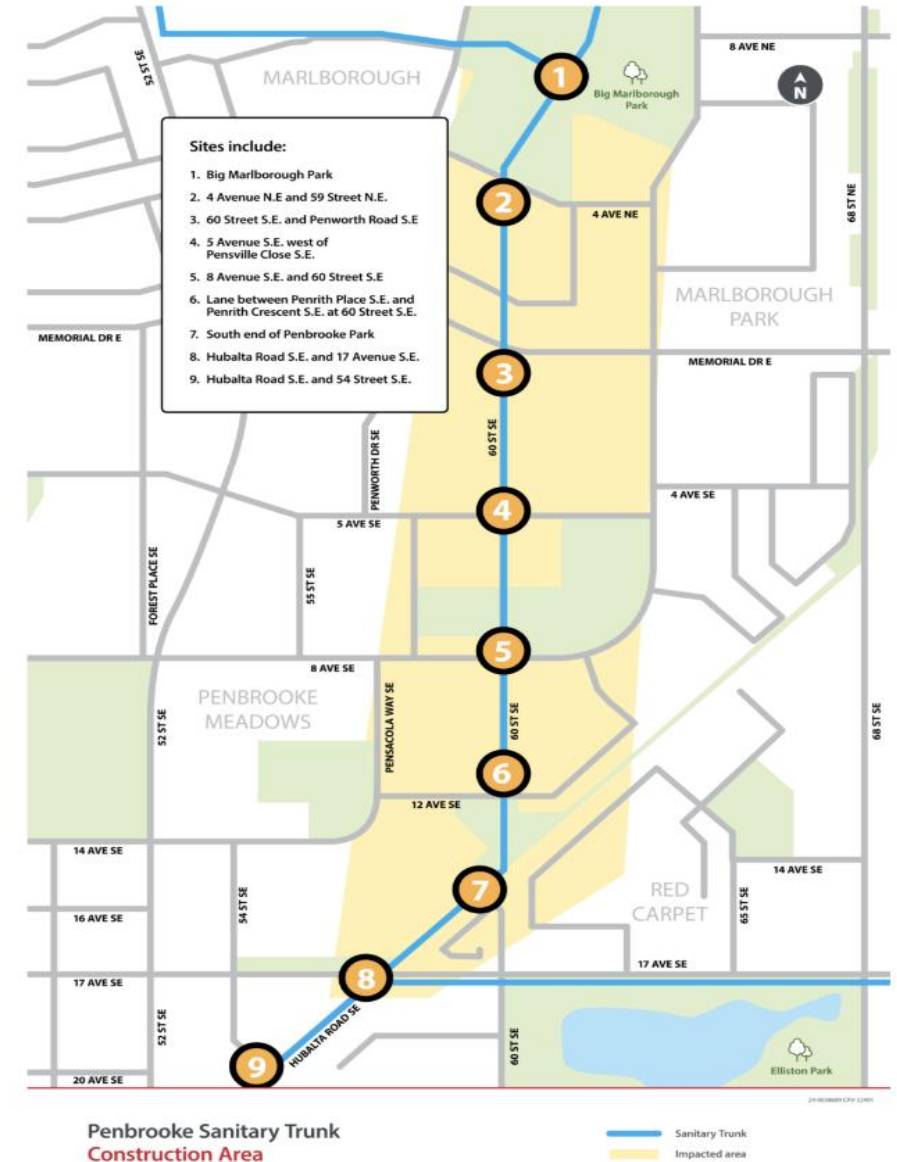 8 AVE NE
52 ST SE
MARLBOROUGH
1
Big Marlborough
Park
N
Sites include:
1. Big Marlborough Park
2. 4 Avenue N.E and 59 Street N.E.
3. 60 Street S.E. and Penworth Road S.E
4. 5 Avenue S.E. west of
Pensville Close S.E.
5. 8 Avenue S.E. and 60 Street S.E
6. Lane between Penrith Place S.E. and
Penrith Crescent S.E. at 60 Street S.E.
7. South end of Penbrooke Park
8. Hubalta Road S.E. and 17 Avenue S.E.
9. Hubalta Road S.E. and 54 Street S.E.
2
4 AVE NE
68 ST NE
MARLBOROUGH
PARK
MEMORIAL DR E
MEMORIAL DR E
3
60 ST SE
PENWORTH DR SE
4 AVE SE
4
5 AVE SE
FOREST PLACE SE
55 ST SE
5
8 AVE SE
PENBROOKE
MEADOWS
PENSACOLA WAY SE
60 ST SE
52 ST SE
68 ST SE
6
12 AVE SE
14 AVE SE
14 AVE SE
7
RED
CARPET
54 ST SE
65 ST SE
16 AVE SE
17 AVE SE
8
17 AVE SE
52 ST SE
HUBALTA ROAD SE
60 ST SE
9
Elliston Park
20 AVE SE
Penbrooke Sanitary Trunk
Construction Area
Sanitary Trunk
Impacted area